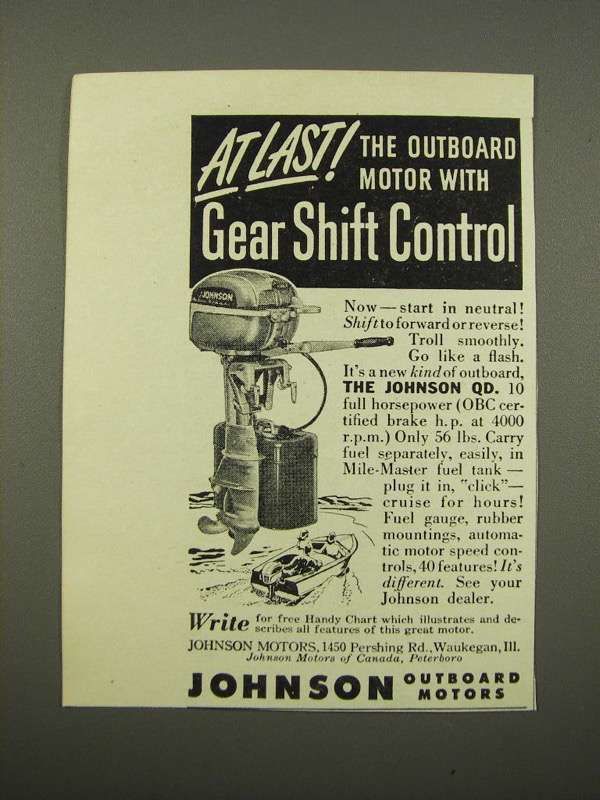 AT LAST! THE OUTBOARD
MOTOR WITH
Gear Shift Control
JOHNSON
Now—start in neutral!
Shift to forward or reverse!
Troll smoothly.
Go like a flash.
It's a new kind of outboard,
THE JOHNSON QD. 10
full horsepower (OBC cer-
tified brake h.p. at 4000
r.p.m.) Only 56 lbs. Carry
fuel separately, easily, in
Mile-Master fuel tank —
plug it in, "click"—
cruise for hours!
Fuel gauge, rubber
mountings, automa-
tic motor speed con-
trols, 40 features! It's
different. See your
Johnson dealer.
Write for free Handy Chart which illustrates and de-
scribes all features of this great motor.
JOHNSON MOTORS, 1450 Pershing Rd., Waukegan, Ill.
Johnson Motors of Canada, Peterboro
JOHNSON OUTBOARD
MOTORS